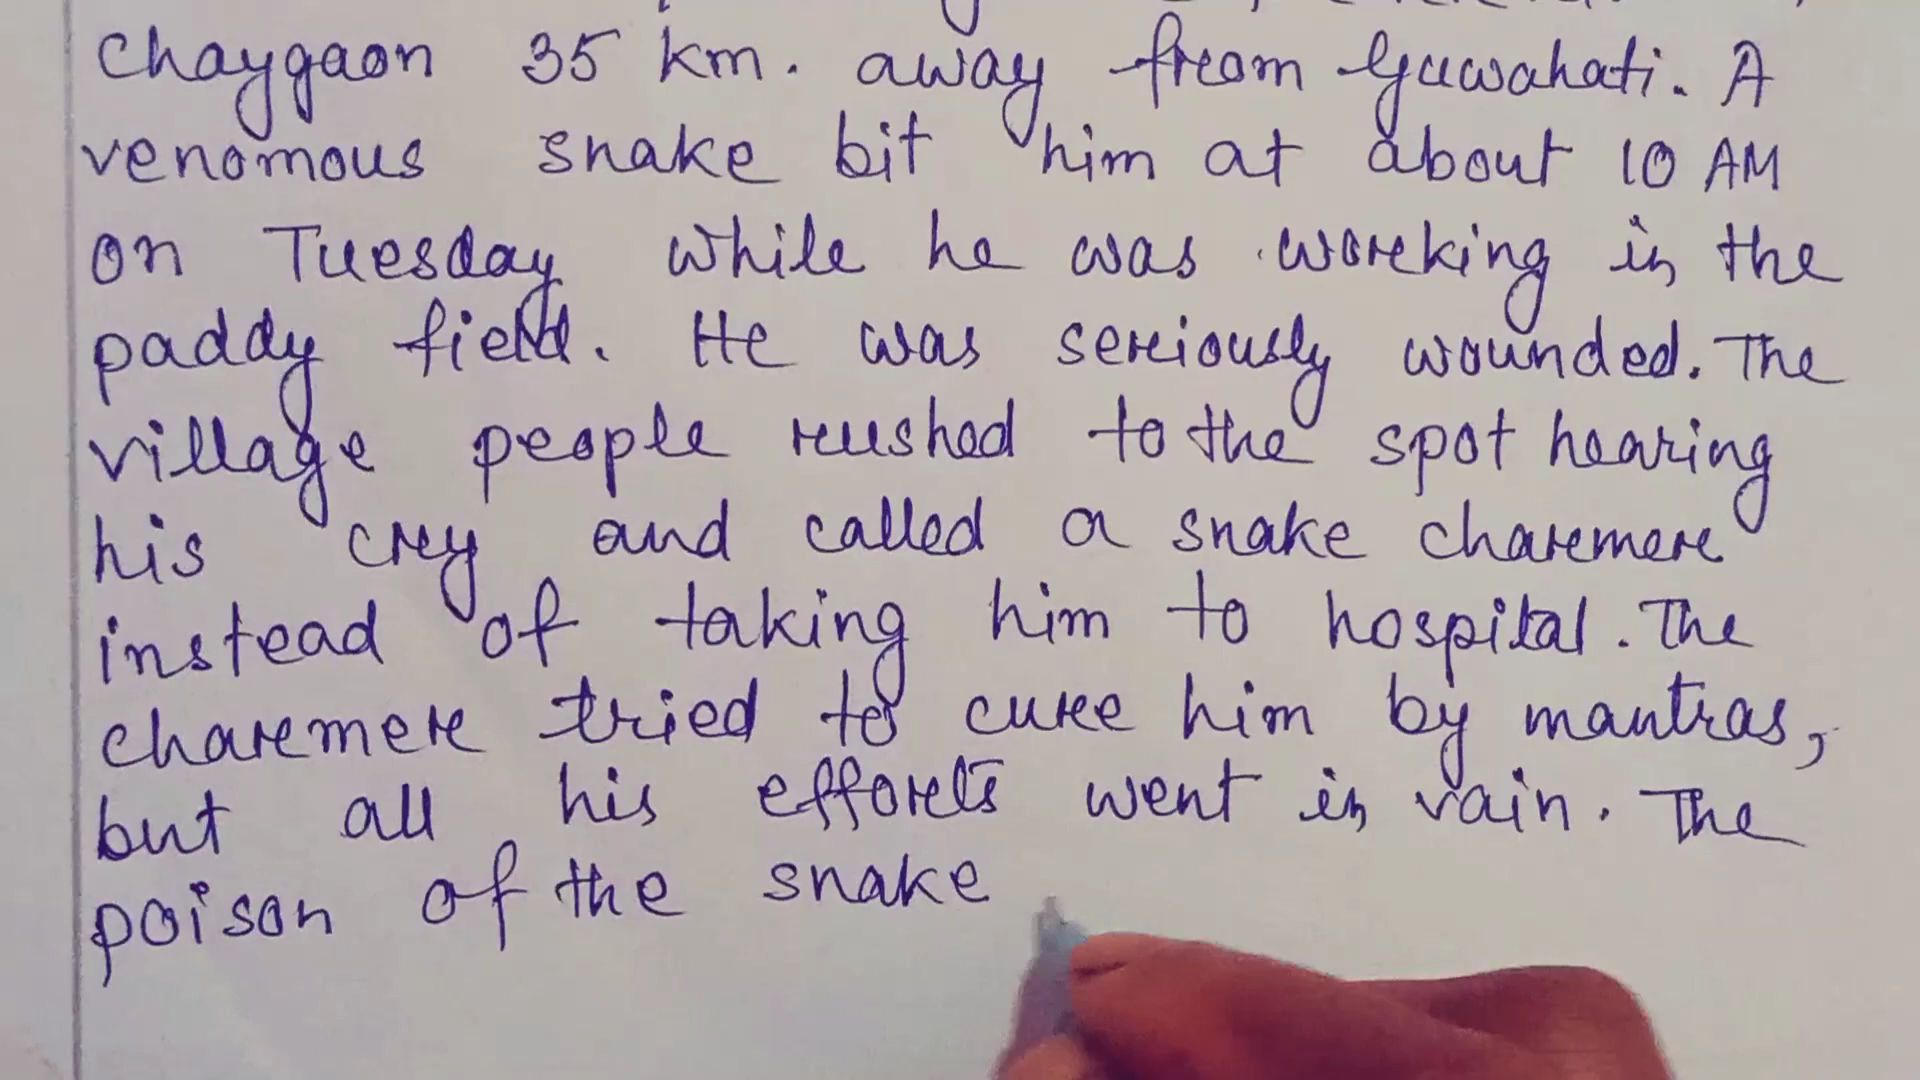 Chaygaon 35 km. away from Guwahati. A
venomous snake bit him at about 10 AM
on Tuesday while he was working in the
paddy field. He was seriously wounded. The
village people rushed to the spot hearing
his cry and called a snake charmer
instead of taking him to hospital. The
charmer tried to cure him by mantras,
but all his efforts went in vain. The
poison of the snake